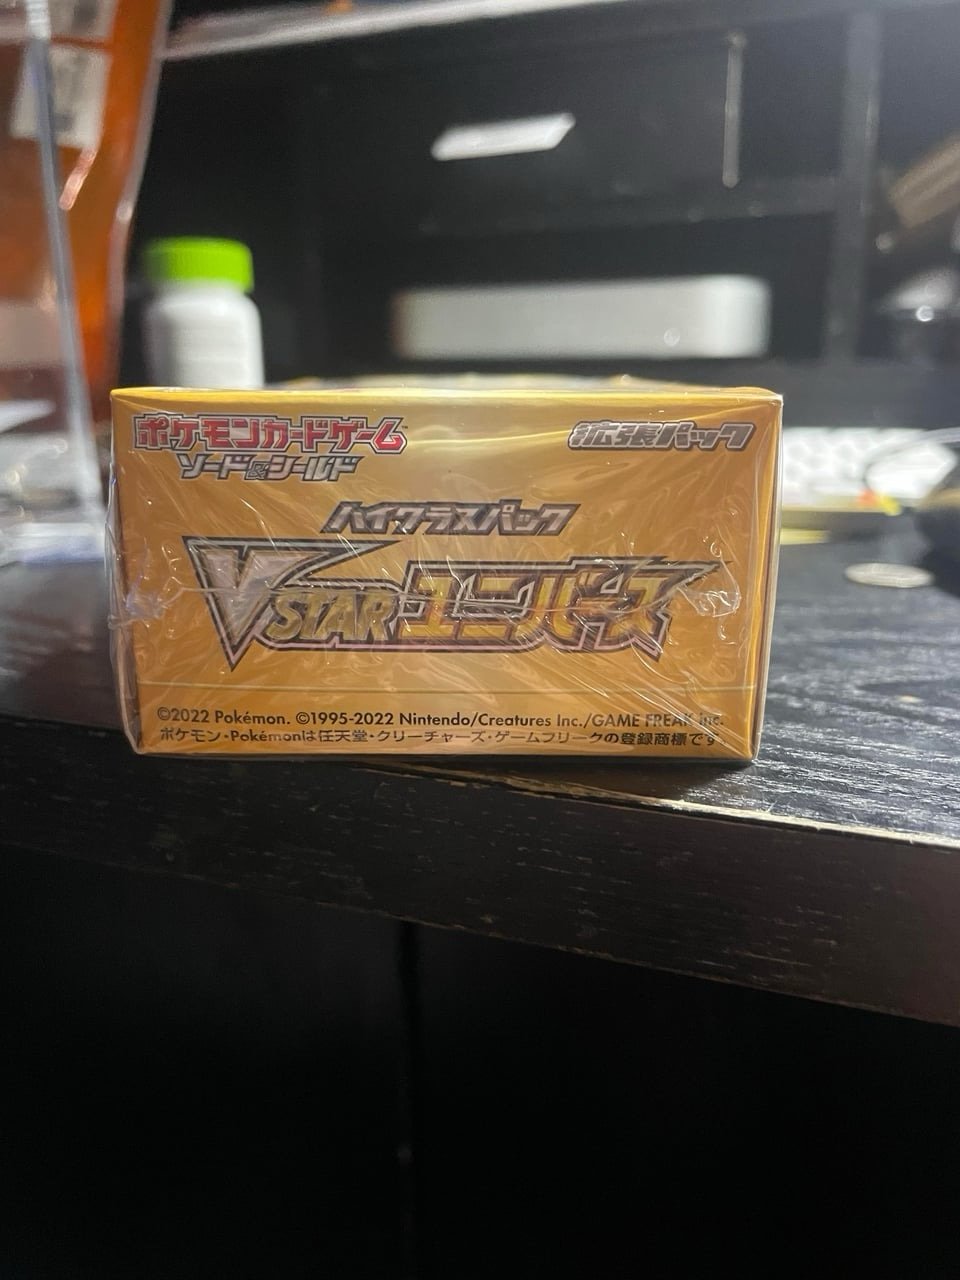 ポケモンカードゲーム™
ソード&シールド
拡張パック
ハイクラスパック
VSTARユニバース
©2022 Pokémon. ©1995-2022 Nintendo/Creatures Inc./GAME FREAK inc.
ポケモン・Pokémonは任天堂・クリーチャーズ・ゲームフリークの登録商標です。